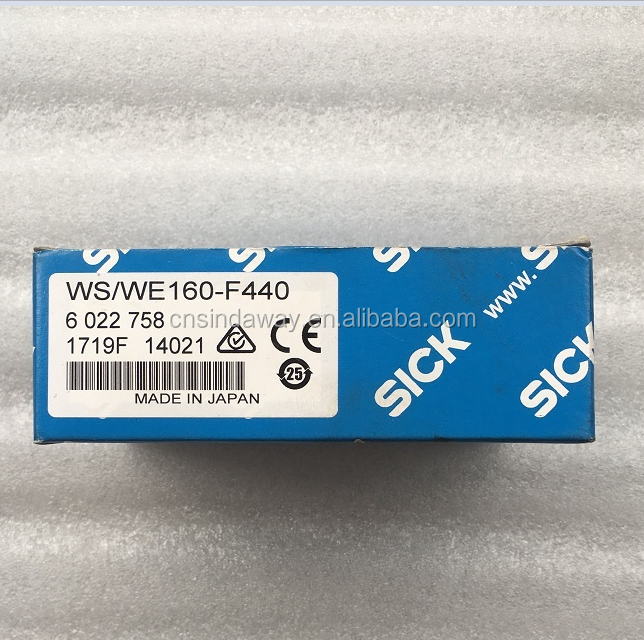 WS/WE160-F440
6 022 758
1719F 14021
CE
25
MADE IN JAPAN
SICK
SICK
www.
S
cnsindaway.en.alibaba.com